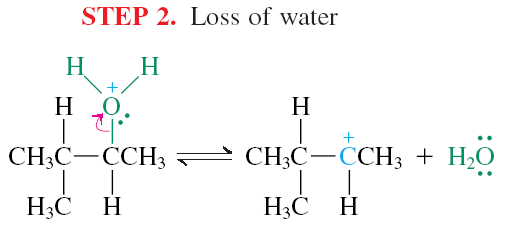 STEP 2. Loss of water
H H
+
H O H
CH₃C—CCH₃ ⇌ CH₃C—CCH₃ + H₂O
+
H₃C H H₃C H